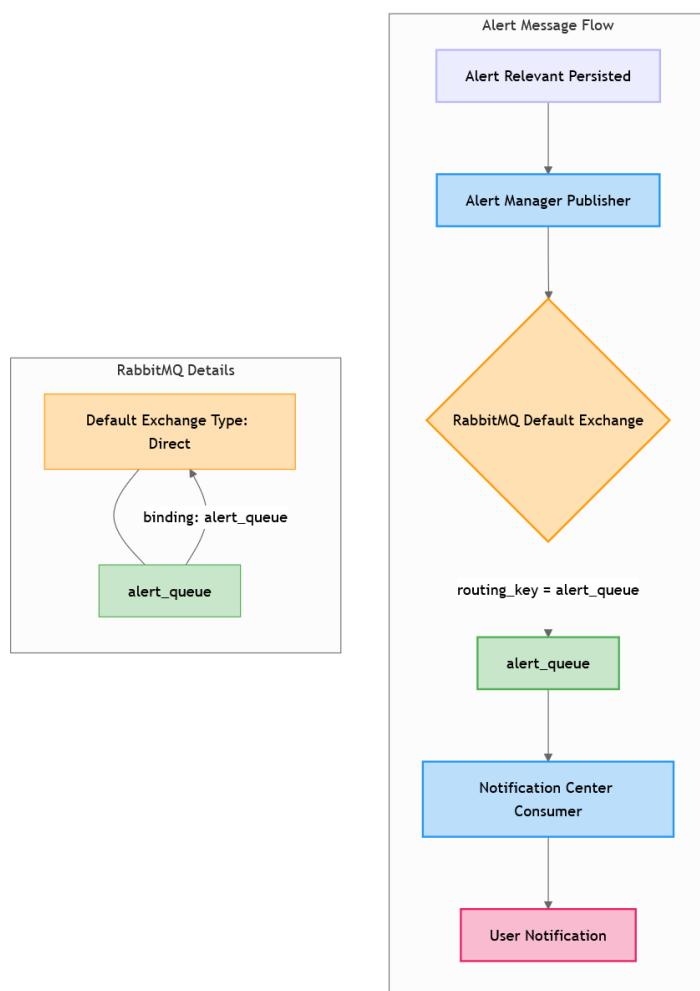 Alert Message Flow
Alert Relevant Persisted
Alert Manager Publisher
RabbitMQ Default Exchange
routing_key = alert_queue
alert_queue
Notification Center
Consumer
User Notification
RabbitMQ Details
Default Exchange Type:
Direct
binding: alert_queue
alert_queue